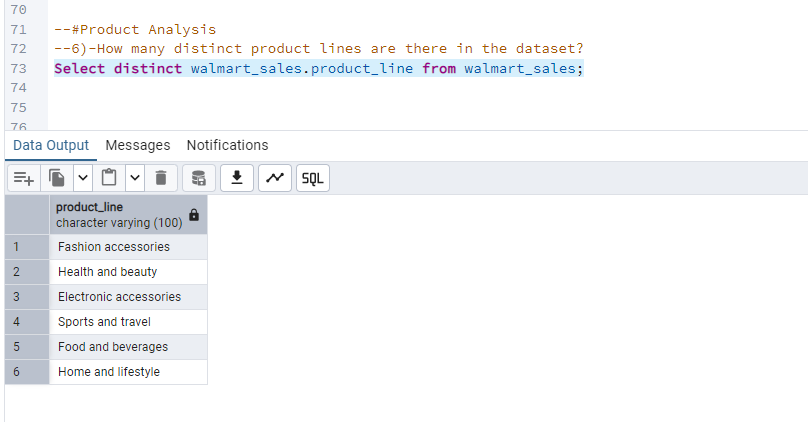 70
71 --#Product Analysis
72 --6)-How many distinct product lines are there in the dataset?
73 Select distinct walmart_sales.product_line from walmart_sales;
74
75
76
Data Output Messages Notifications
SQL
product_line
character varying (100)
1 Fashion accessories
2 Health and beauty
3 Electronic accessories
4 Sports and travel
5 Food and beverages
6 Home and lifestyle